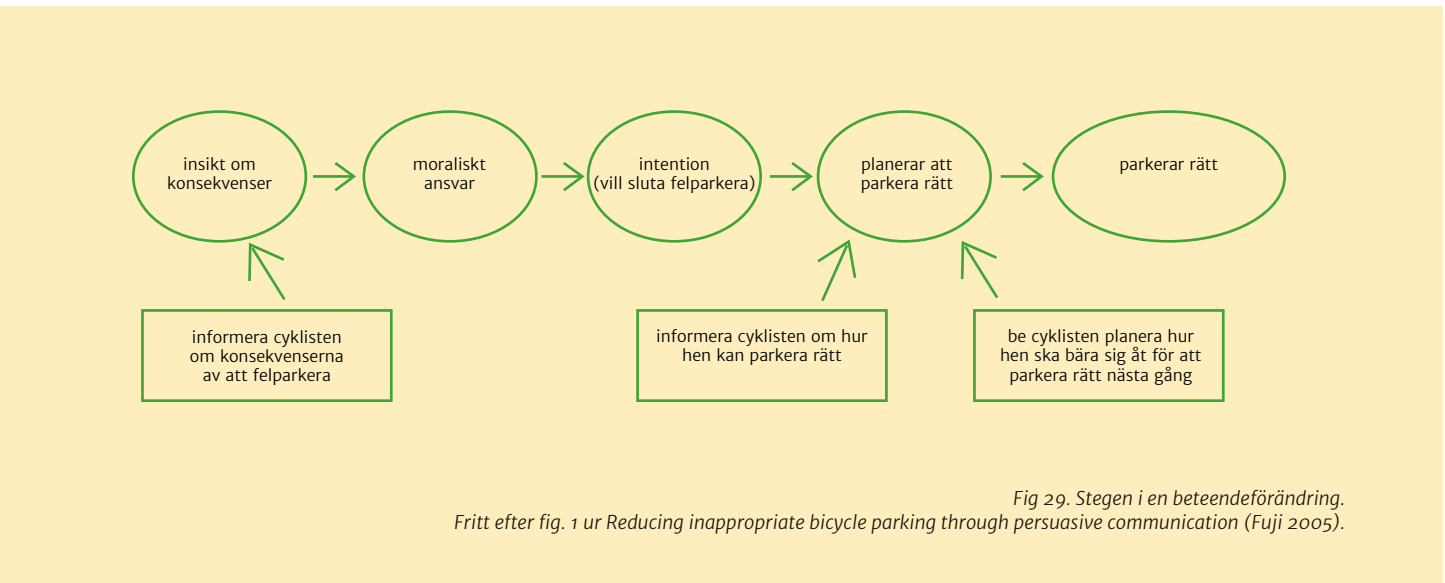 insikt om
konsekvenser
moraliskt
ansvar
intention
(vill sluta felparkera)
planerar att
parkera rätt
parkerar rätt
informera cyklisten
om konsekvenserna
av att felparkera
informera cyklisten om hur
hen kan parkera rätt
be cyklisten planera hur
hen ska bära sig åt för att
parkera rätt nästa gång
Fig 29. Stegen i en beteendeförändring.
Fritt efter fig. 1 ur Reducing inappropriate bicycle parking through persuasive communication (Fuji 2005).